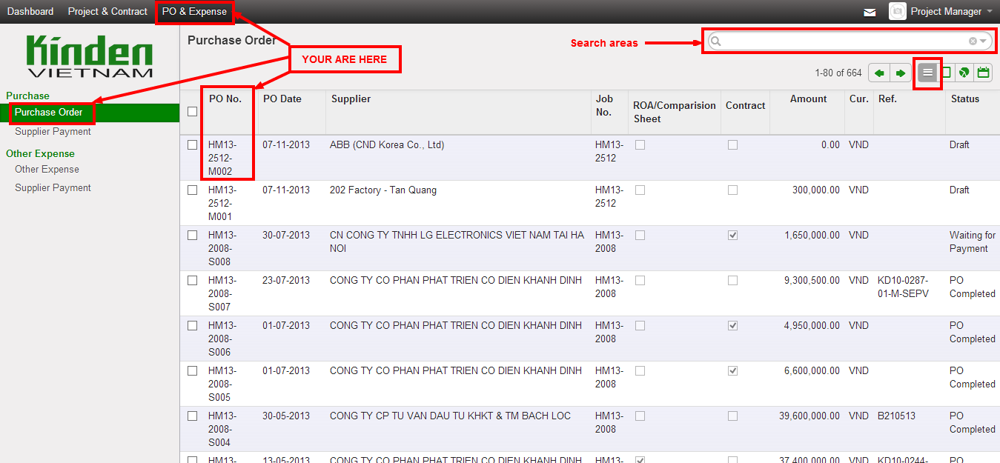 Dashboard Project & Contract PO & Expense Project Manager
Kinden
VIETNAM
Purchase Order
Search areas
YOUR ARE HERE
1-80 of 664
Purchase
Purchase Order
Supplier Payment
Other Expense
Other Expense
Supplier Payment
PO No. PO Date Supplier Job No. ROA/Comparision Sheet Contract Amount Cur. Ref. Status
HM13-2512-M002 07-11-2013 ABB (CND Korea Co., Ltd) HM13-2512 0.00 VND Draft
HM13-2512-M001 07-11-2013 202 Factory - Tan Quang HM13-2512 300,000.00 VND Draft
HM13-2008-S008 30-07-2013 CN CONG TY TNHH LG ELECTRONICS VIET NAM TAI HA NOI HM13-2008 1,650,000.00 VND Waiting for Payment
HM13-2008-S007 23-07-2013 CONG TY CO PHAN PHAT TRIEN CO DIEN KHANH DINH HM13-2008 9,300,500.00 VND KD10-0287-01-M-SEPV PO Completed
HM13-2008-S006 01-07-2013 CONG TY CO PHAN PHAT TRIEN CO DIEN KHANH DINH HM13-2008 4,950,000.00 VND PO Completed
HM13-2008-S005 01-07-2013 CONG TY CO PHAN PHAT TRIEN CO DIEN KHANH DINH HM13-2008 6,600,000.00 VND PO Completed
HM13-2008-S004 30-05-2013 CONG TY CP TU VAN DAU TU KHKT & TM BACH LOC HM13-2008 39,600,000.00 VND B210513 PO Completed
HM13- 13-05-2013 CONG TY CO PHAN PHAT TRIEN CO DIEN KHANH DINH HM13- 37,400,000.00 VND KD10-0244- PO